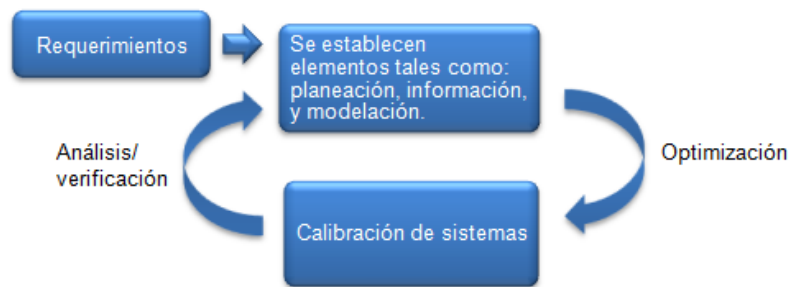 Requerimientos
Se establecen
elementos tales como:
planeación, información,
y modelación.
Análisis/
verificación
Optimización
Calibración de sistemas